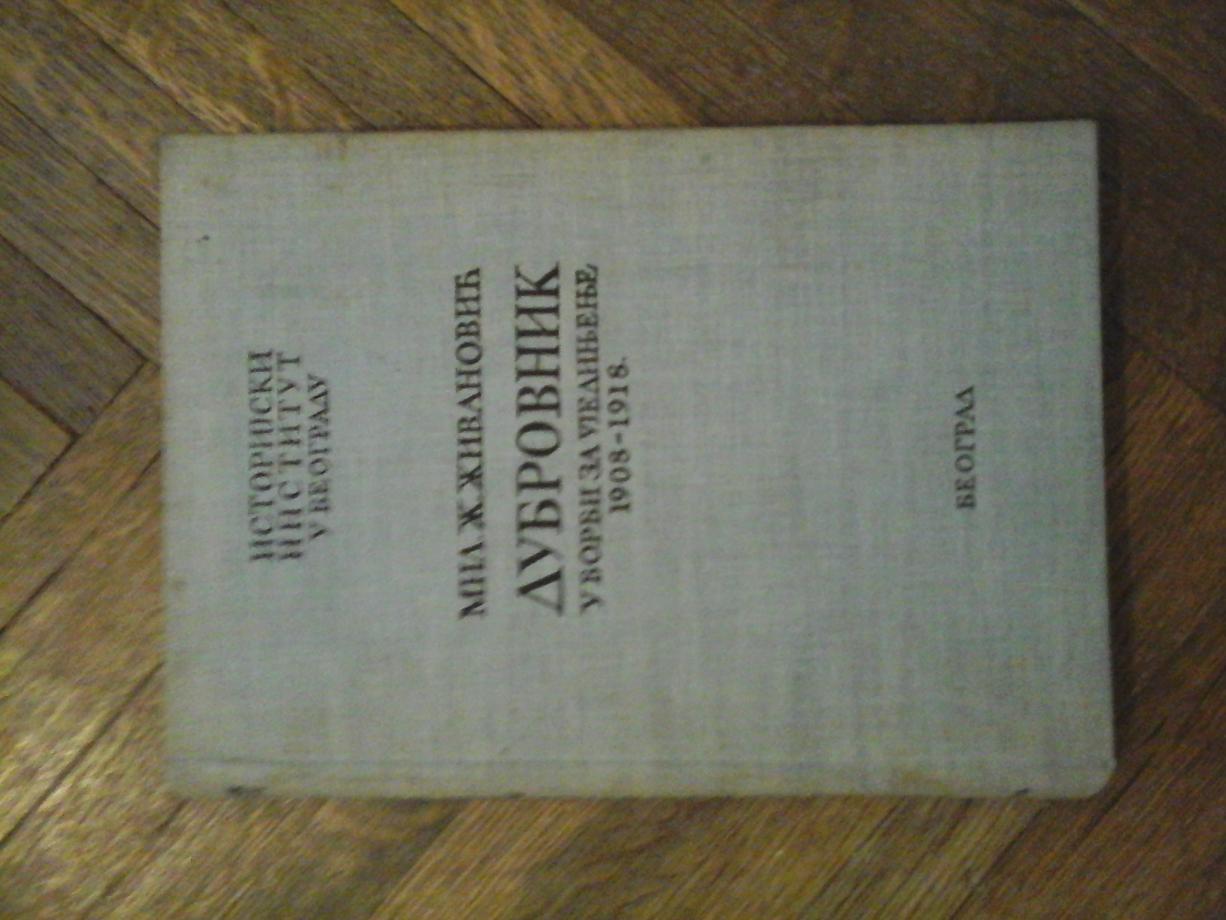 ИСТОРИСКИ
ИНСТИТУТ
У БЕОГРАДУ
МИЛ. Ж. ЖИВАНОВИЋ
ДУБРОВНИК
У БОРБИ ЗА УЈЕДИЊЕЊЕ
1908-1918.
БЕОГРАД